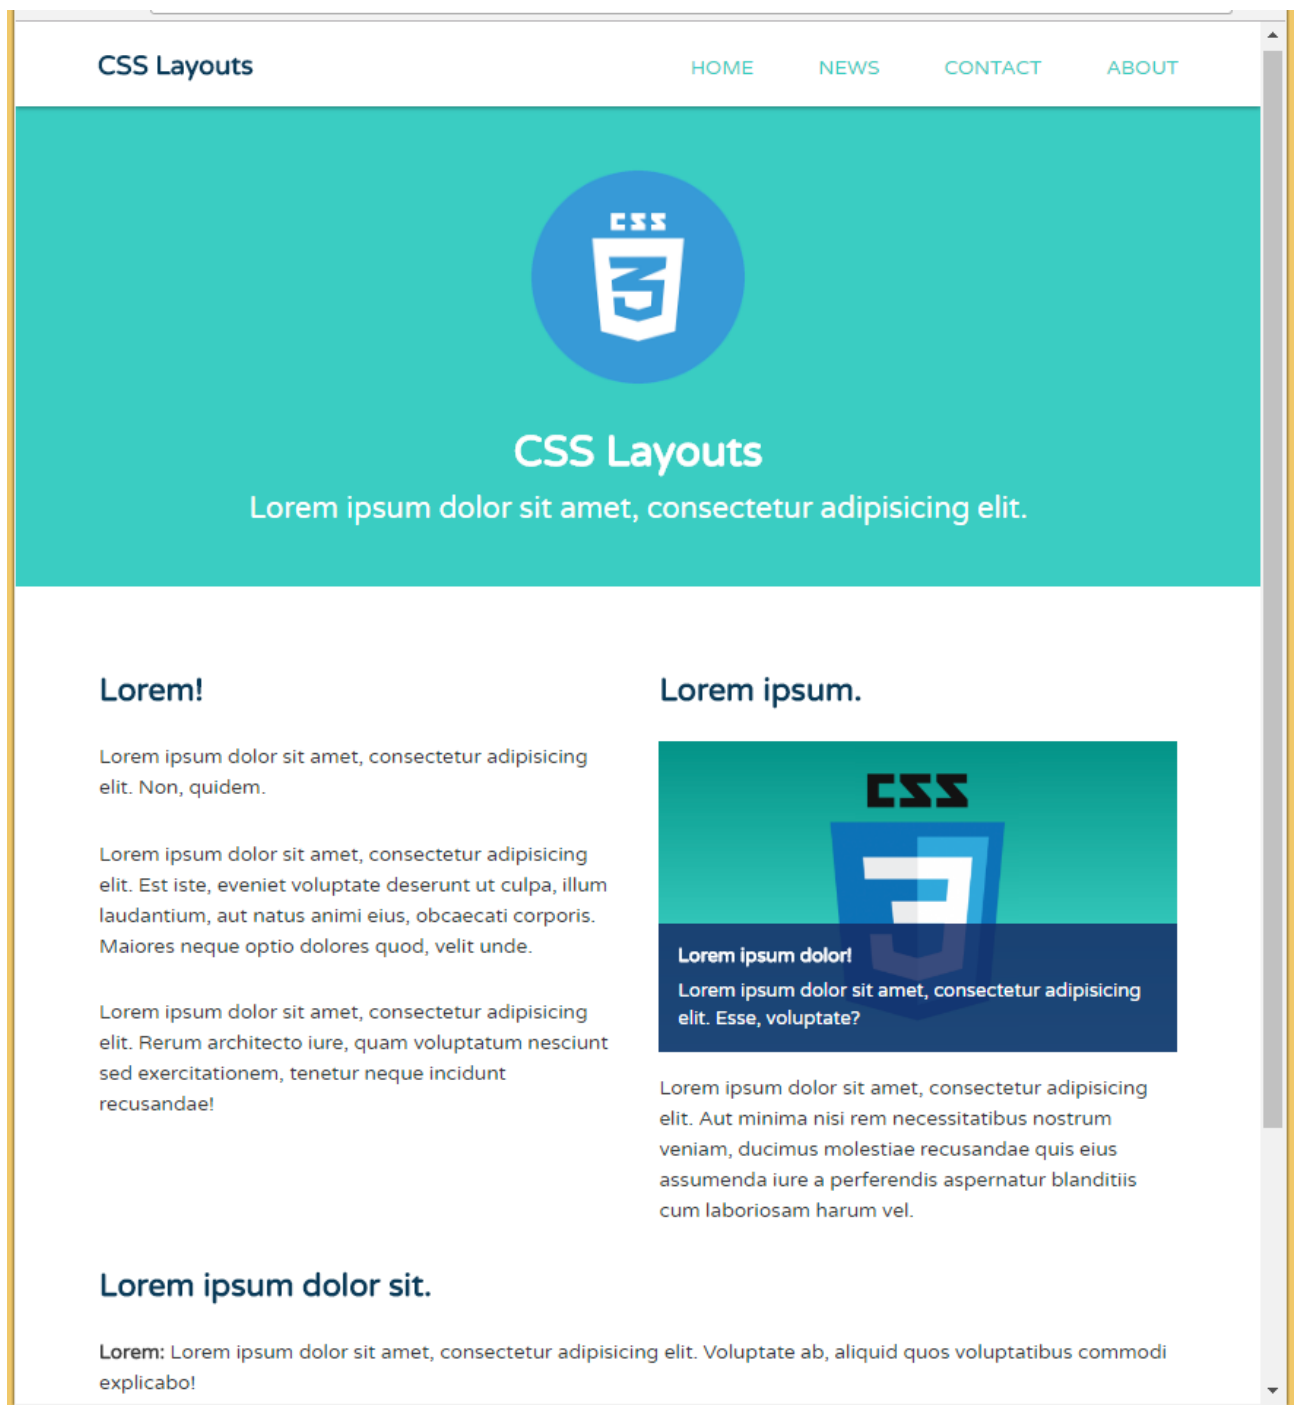 CSS Layouts
HOME NEWS CONTACT ABOUT
CSS
3
CSS Layouts
Lorem ipsum dolor sit amet, consectetur adipisicing elit.
Lorem!
Lorem ipsum dolor sit amet, consectetur adipisicing
elit. Non, quidem.
Lorem ipsum dolor sit amet, consectetur adipisicing
elit. Est iste, eveniet voluptate deserunt ut culpa, illum
laudantium, aut natus animi eius, obcaecati corporis.
Maiores neque optio dolores quod, velit unde.
Lorem ipsum dolor sit amet, consectetur adipisicing
elit. Rerum architecto iure, quam voluptatum nesciunt
sed exercitationem, tenetur neque incidunt
recusandae!
Lorem ipsum.
CSS
3
Lorem ipsum dolor!
Lorem ipsum dolor sit amet, consectetur adipisicing
elit. Esse, voluptate?
Lorem ipsum dolor sit amet, consectetur adipisicing
elit. Aut minima nisi rem necessitatibus nostrum
veniam, ducimus molestiae recusandae quis eius
assumenda iure a perferendis aspernatur blanditiis
cum laboriosam harum vel.
Lorem ipsum dolor sit.
Lorem: Lorem ipsum dolor sit amet, consectetur adipisicing elit. Voluptate ab, aliquid quos voluptatibus commodi
explicabo!